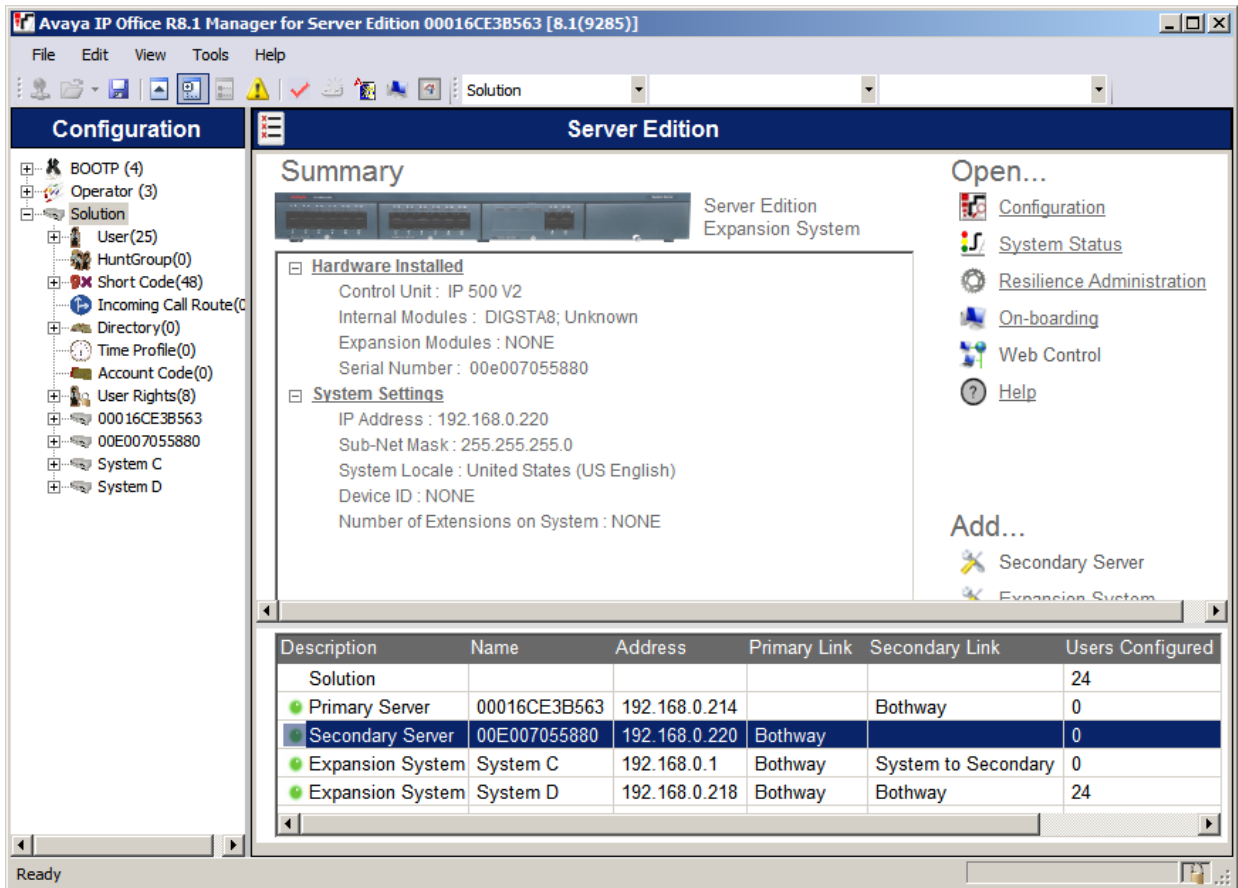 Avaya IP Office R8.1 Manager for Server Edition 00016CE3B563 [8.1(9285)]
File Edit View Tools Help
Solution
Configuration
BOOTP (4)
Operator (3)
Solution
User(25)
HuntGroup(0)
Short Code(48)
Incoming Call Route(0
Directory(0)
Time Profile(0)
Account Code(0)
User Rights(8)
00016CE3B563
00E007055880
System C
System D
Server Edition
Summary
Server Edition
Expansion System
Hardware Installed
Control Unit : IP 500 V2
Internal Modules : DIGSTA8; Unknown
Expansion Modules : NONE
Serial Number : 00e007055880
System Settings
IP Address : 192.168.0.220
Sub-Net Mask : 255.255.255.0
System Locale : United States (US English)
Device ID : NONE
Number of Extensions on System : NONE
Open...
Configuration
System Status
Resilience Administration
On-boarding
Web Control
Help
Add...
Secondary Server
Expansion System
Description Name Address Primary Link Secondary Link Users Configured
Solution 24
Primary Server 00016CE3B563 192.168.0.214 Bothway 0
Secondary Server 00E007055880 192.168.0.220 Bothway 0
Expansion System System C 192.168.0.1 Bothway System to Secondary 0
Expansion System System D 192.168.0.218 Bothway Bothway 24
Ready